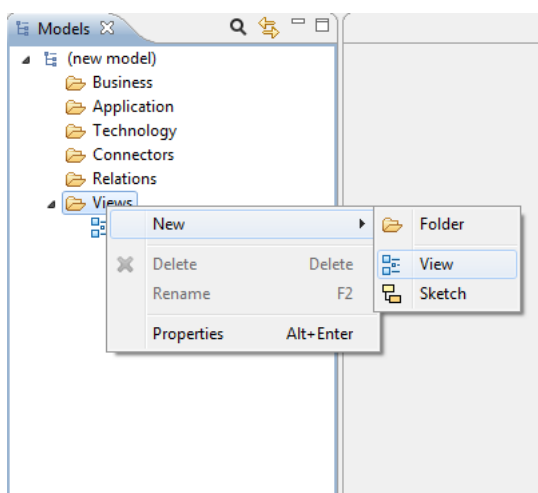 Models
(new model)
Business
Application
Technology
Connectors
Relations
Views
New
Folder
View
Sketch
Delete Delete
Rename F2
Properties Alt+Enter